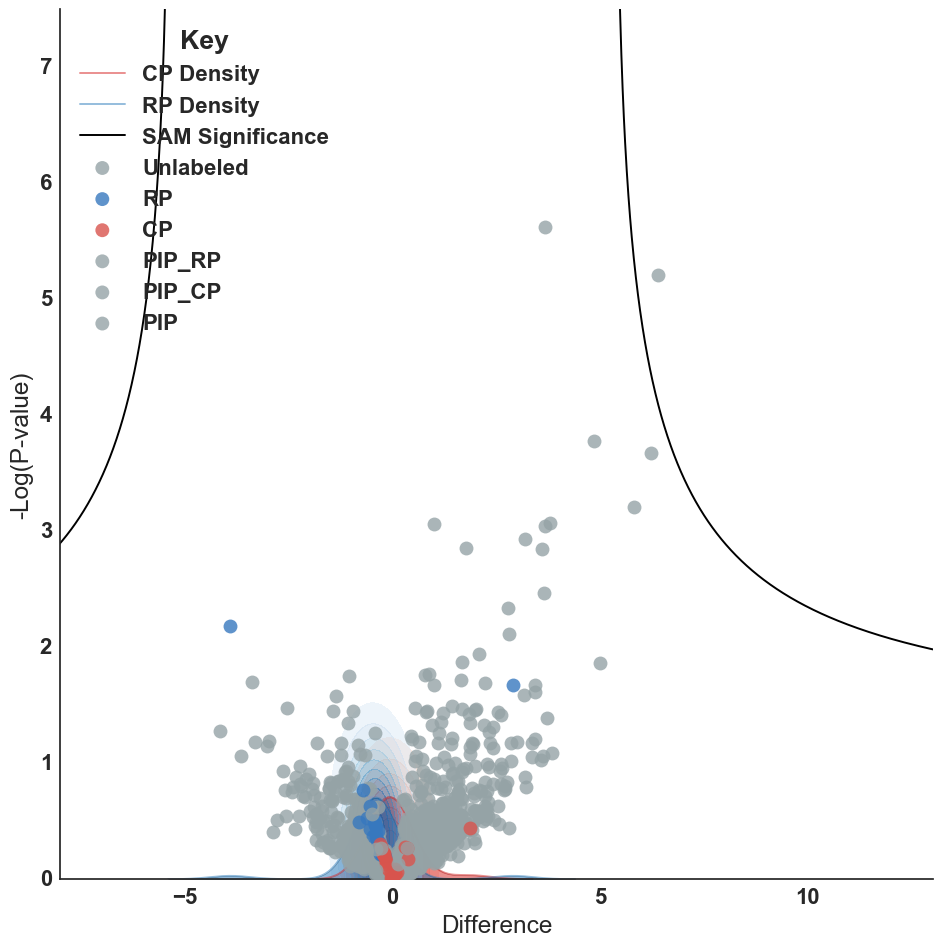 Key
CP Density
RP Density
SAM Significance
Unlabeled
RP
CP
PIP_RP
PIP_CP
PIP
7
6
5
4
3
2
1
0
-Log(P-value)
−5 0 5 10
Difference